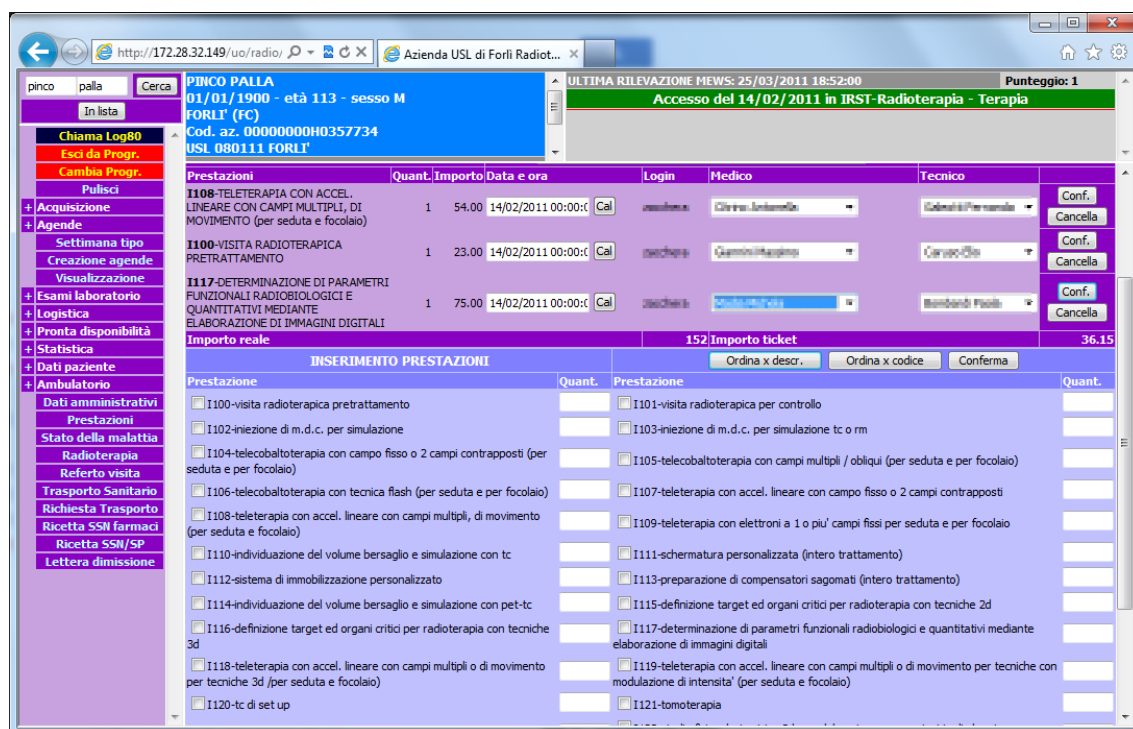 http://172.28.32.149/uo/radio/
Azienda USL di Forlì Radiot...
pinco palla Cerca
In lista
Chiama Log80
Esci da Progr.
Cambia Progr.
Pulisci
+ Acquisizione
+ Agende
Settimana tipo
Creazione agende
Visualizzazione
+ Esami laboratorio
+ Logistica
+ Pronta disponibilità
+ Statistica
+ Dati paziente
+ Ambulatorio
Dati amministrativi
Prestazioni
Stato della malattia
Radioterapia
Referto visita
Trasporto Sanitario
Richiesta Trasporto
Ricetta SSN farmaci
Ricetta SSN/SP
Lettera dimissione
PINCO PALLA
01/01/1900 - età 113 - sesso M
FORLI' (FC)
Cod. az. 00000000H0357734
USL 080111 FORLI'
ULTIMA RILEVAZIONE MEWS: 25/03/2011 18:52:00 Punteggio: 1
Accesso del 14/02/2011 in IRST-Radioterapia - Terapia
Prestazioni Quant. Importo Data e ora Login Medico Tecnico
I108-TELETERAPIA CON ACCEL.
LINEARE CON CAMPI MULTIPLI, DI
MOVIMENTO (per seduta e focolaio)
1 54.00 14/02/2011 00:00:0 Cal
Conf.
Cancella
I100-VISITA RADIOTERAPICA
PRETRATTAMENTO
1 23.00 14/02/2011 00:00:0 Cal
Conf.
Cancella
I117-DETERMINAZIONE DI PARAMETRI
FUNZIONALI RADIOBIOLOGICI E
QUANTITATIVI MEDIANTE
ELABORAZIONE DI IMMAGINI DIGITALI
1 75.00 14/02/2011 00:00:0 Cal
Conf.
Cancella
Importo reale 152 Importo ticket 36.15
INSERIMENTO PRESTAZIONI Ordina x descr. Ordina x codice Conferma
Prestazione Quant. Prestazione Quant.
I100-visita radioterapica pretrattamento
I101-visita radioterapica per controllo
I102-iniezione di m.d.c. per simulazione
I103-iniezione di m.d.c. per simulazione tc o rm
I104-telecobaltoterapia con campo fisso o 2 campi contrapposti (per
seduta e per focolaio)
I105-telecobaltoterapia con campi multipli / obliqui (per seduta e per focolaio)
I106-telecobaltoterapia con tecnica flash (per seduta e per focolaio)
I107-teleterapia con accel. lineare con campo fisso o 2 campi contrapposti
I108-teleterapia con accel. lineare con campi multipli, di movimento
(per seduta e focolaio)
I109-teleterapia con elettroni a 1 o piu' campi fissi per seduta e per focolaio
I110-individuazione del volume bersaglio e simulazione con tc
I111-schermatura personalizzata (intero trattamento)
I112-sistema di immobilizzazione personalizzato
I113-preparazione di compensatori sagomati (intero trattamento)
I114-individuazione del volume bersaglio e simulazione con pet-tc
I115-definizione target ed organi critici per radioterapia con tecniche 2d
I116-definizione target ed organi critici per radioterapia con tecniche
3d
I117-determinazione di parametri funzionali radiobiologici e quantitativi mediante
elaborazione di immagini digitali
I118-teleterapia con accel. lineare con campi multipli o di movimento
per tecniche 3d /per seduta e focolaio)
I119-teleterapia con accel. lineare con campi multipli o di movimento per tecniche con
modulazione di intensita' (per seduta e focolaio)
I120-tc di set up
I121-tomoterapia